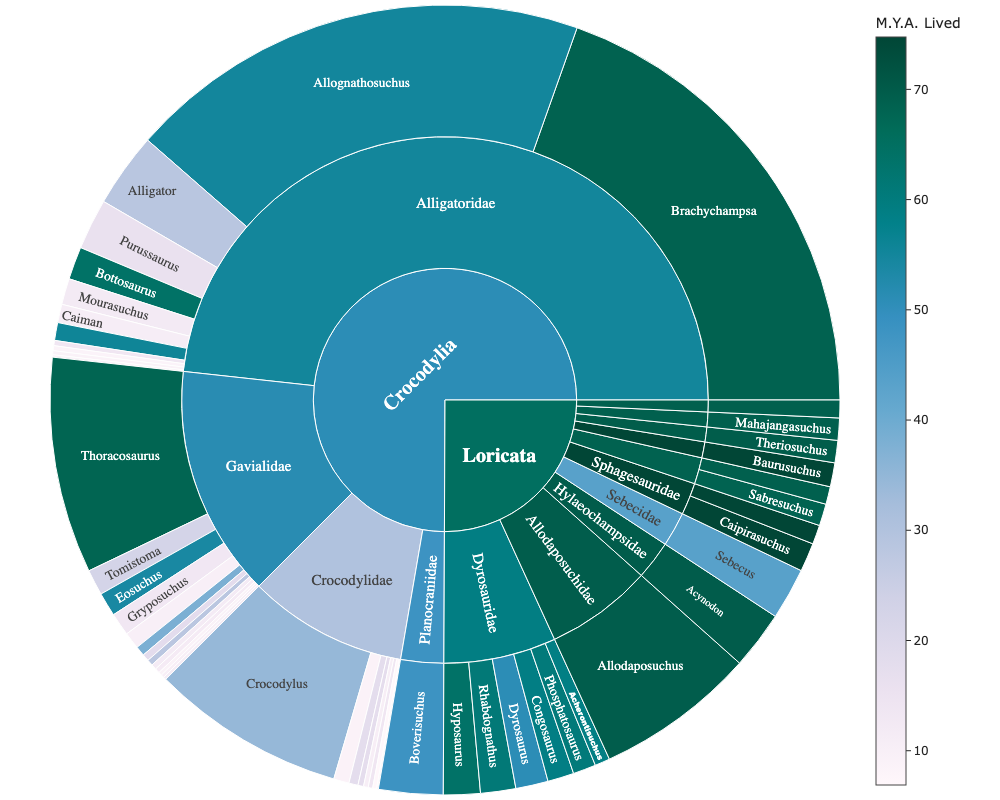 M.Y.A. Lived
70
60
50
40
30
20
10
Crocodylia
Loricata
Alligatoridae
Gavialidae
Crocodylidae
Planocraniidae
Dyrosauridae
Allodaposuchidae
Hylaeochampsidae
Sebecidae
Sphagesauridae
Brachychampsa
Allognathosuchus
Alligator
Purussaurus
Bottosaurus
Mourasuchus
Caiman
Thoracosaurus
Tomistoma
Eosuchus
Gryposuchus
Crocodylus
Boverisuchus
Hyposaurus
Rhabdognathus
Dyrosaurus
Congosaurus
Phosphatosaurus
Acherontisuchus
Allodaposuchus
Acynodon
Sebecus
Caipirasuchus
Sabresuchus
Baurusuchus
Theriosuchus
Mahajangasuchus